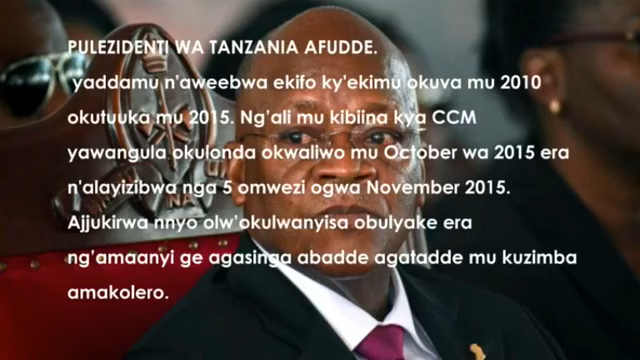 PULEZIDENTI WA TANZANIA AFUDDE.
yaddamu n'aweebwa ekifo ky'ekimu okuva mu 2010
okutuuka mu 2015. Ng'ali mu kibiina kya CCM
yawangula okulonda okwaliwo mu October wa 2015 era
n'alayizibwa nga 5 omwezi ogwa November 2015.
Ajjukirwa nnyo olw'okulwanyisa obulyake era
ng'amaanyi ge agasinga abadde agatadde mu kuzimba
amakolero.